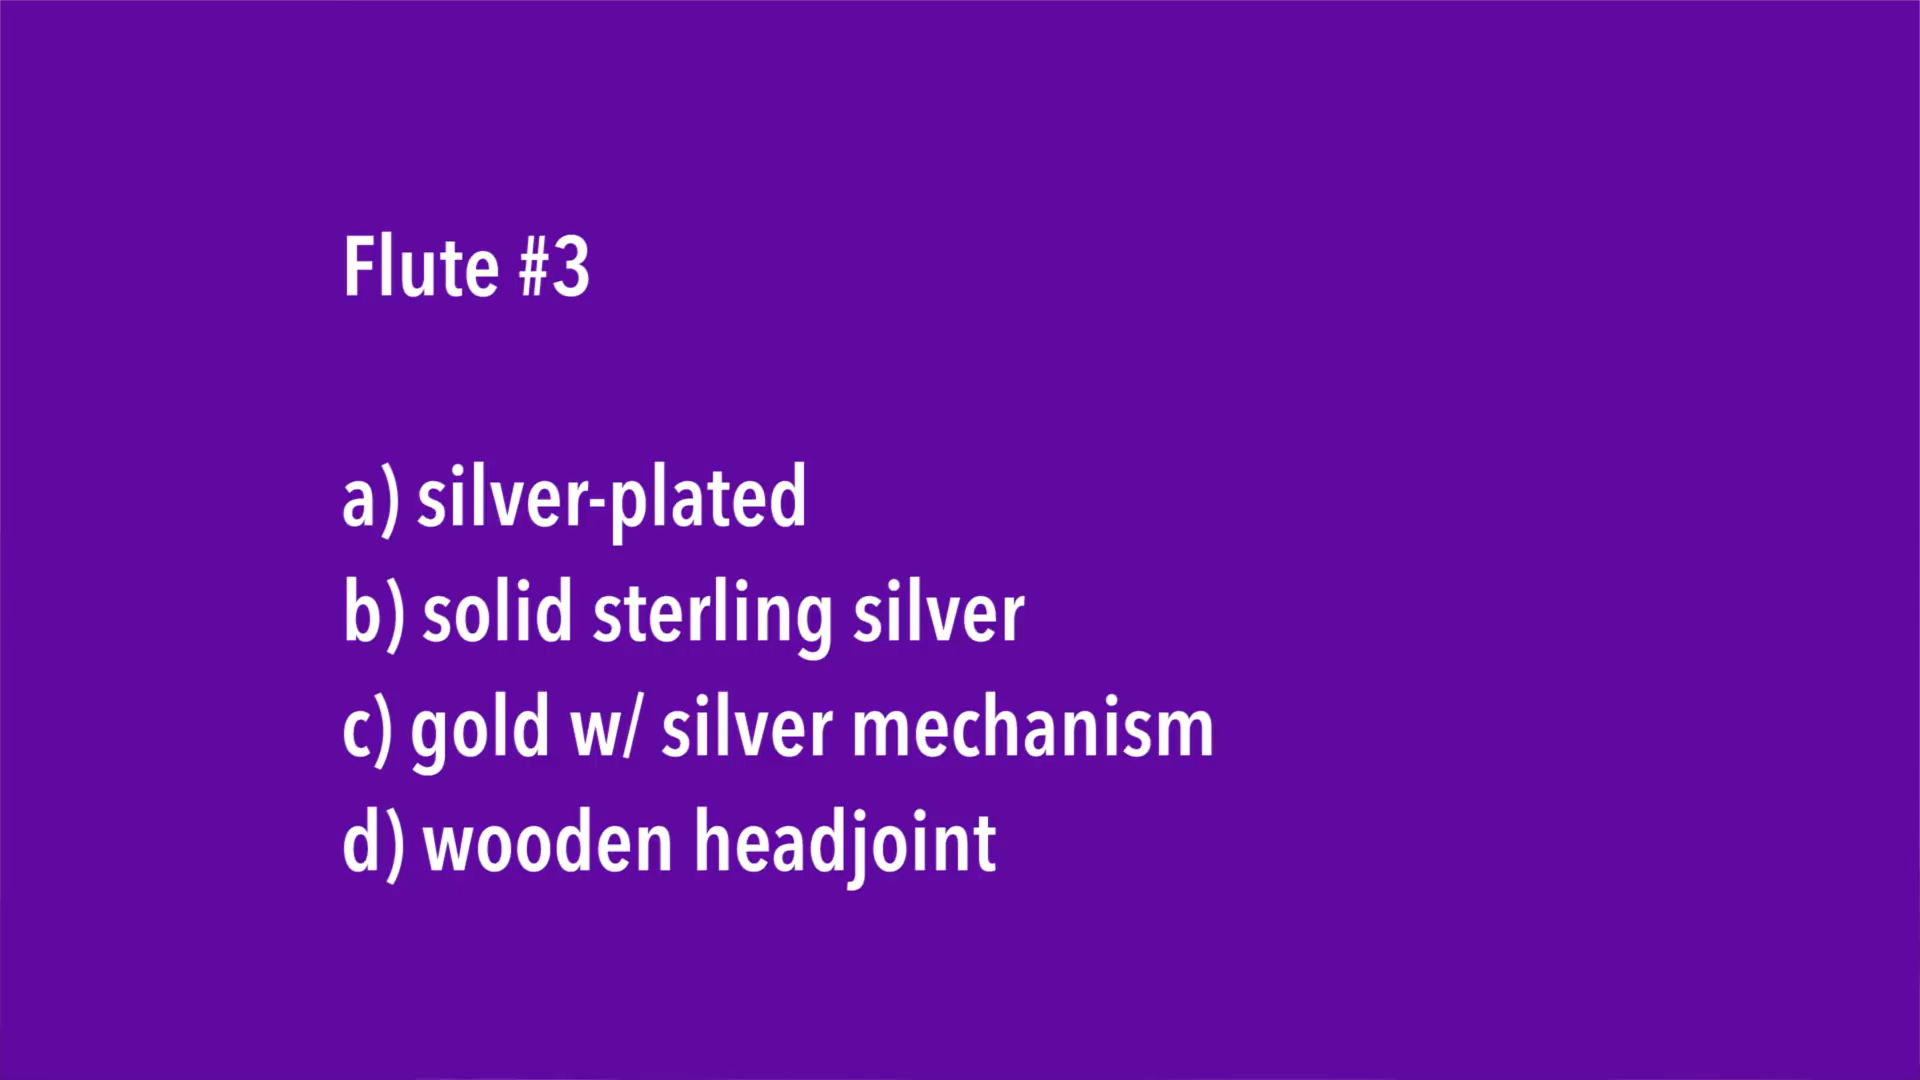 Flute #3
a) silver-plated
b) solid sterling silver
c) gold w/ silver mechanism
d) wooden headjoint